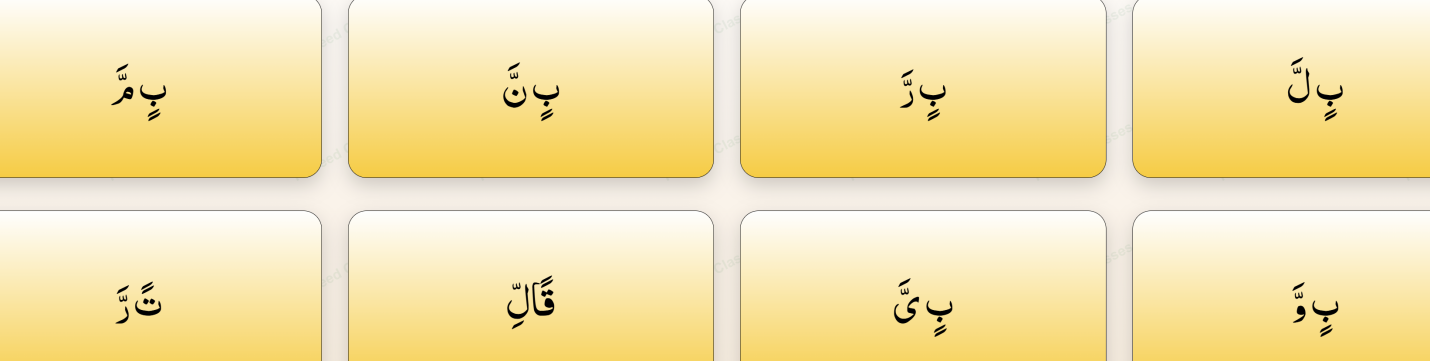 بٍ لَّ
بٍ رَّ
بٍ نَّ
بٍ مَّ
بٍ وَّ
بٍ یَّ
قًالِّ
تً رَّ